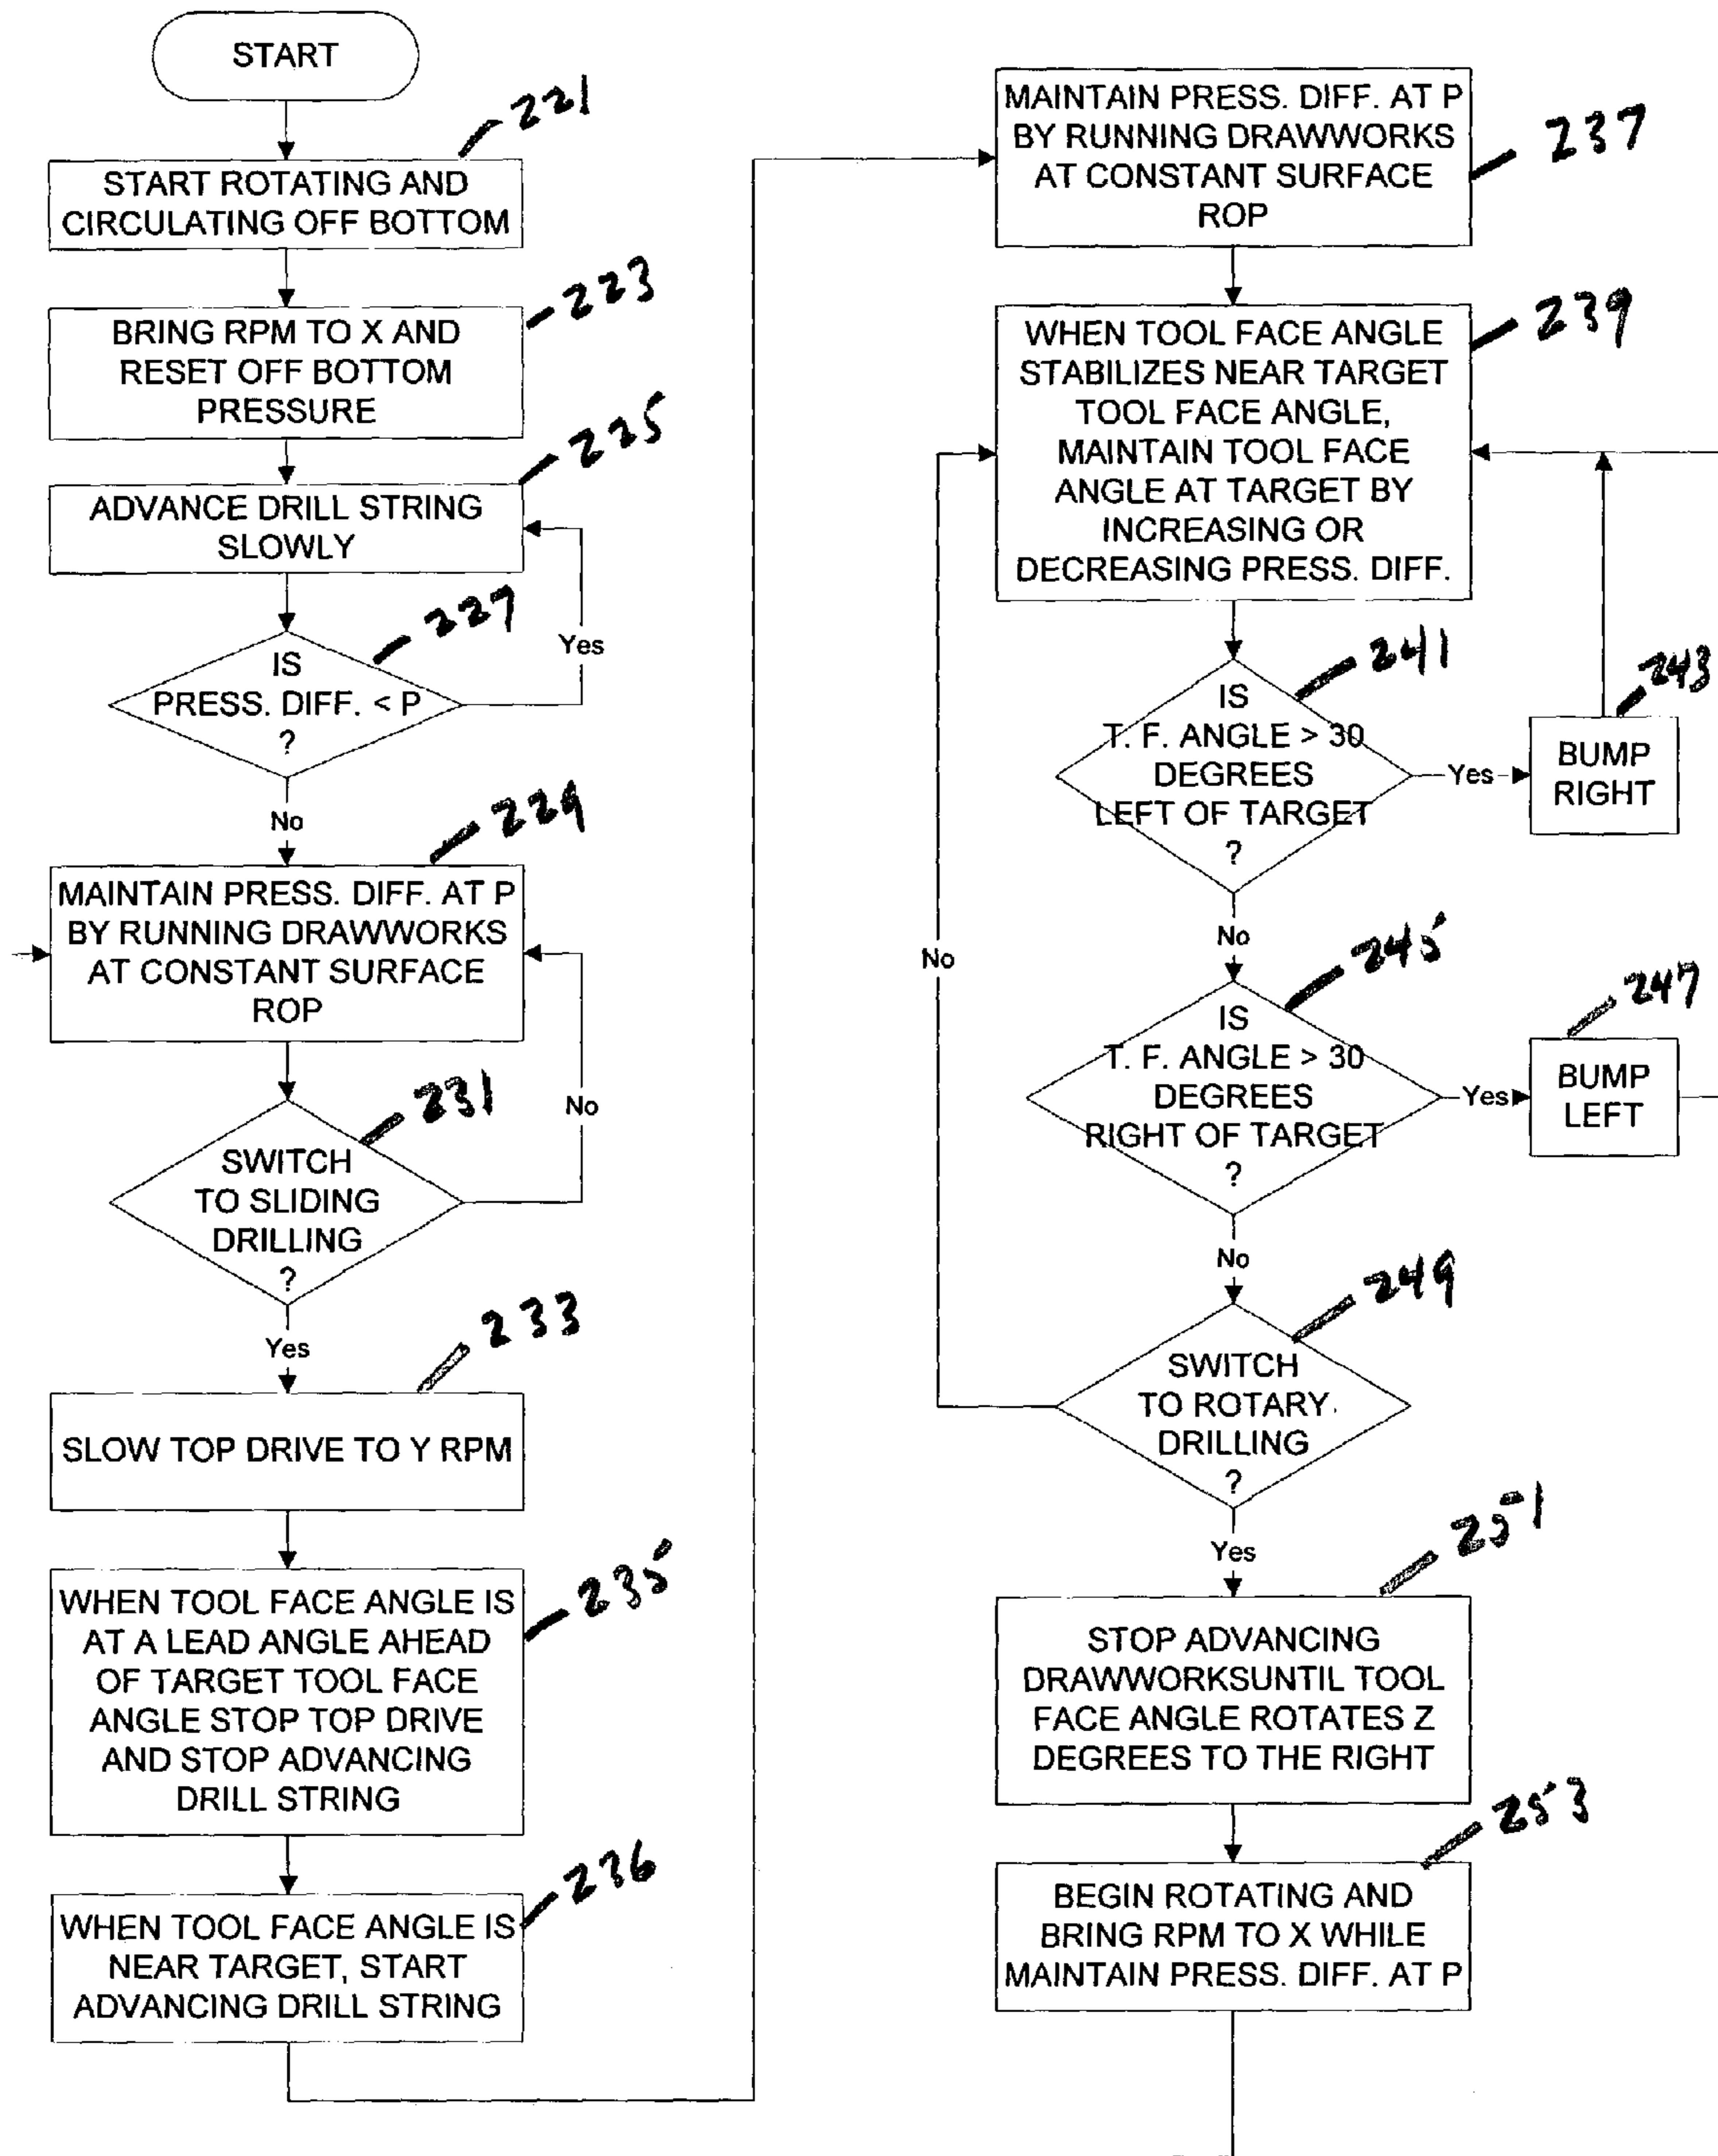 START
221
START ROTATING AND
CIRCULATING OFF BOTTOM
223
BRING RPM TO X AND
RESET OFF BOTTOM
PRESSURE
225
ADVANCE DRILL STRING
SLOWLY
227
IS
PRESS. DIFF. < P
?
Yes
No
229
MAINTAIN PRESS. DIFF. AT P
BY RUNNING DRAWWORKS
AT CONSTANT SURFACE
ROP
231
SWITCH
TO SLIDING
DRILLING
?
No
Yes
233
SLOW TOP DRIVE TO Y RPM
235
WHEN TOOL FACE ANGLE IS
AT A LEAD ANGLE AHEAD
OF TARGET TOOL FACE
ANGLE STOP TOP DRIVE
AND STOP ADVANCING
DRILL STRING
236
WHEN TOOL FACE ANGLE IS
NEAR TARGET, START
ADVANCING DRILL STRING
237
MAINTAIN PRESS. DIFF. AT P
BY RUNNING DRAWWORKS
AT CONSTANT SURFACE
ROP
239
WHEN TOOL FACE ANGLE
STABILIZES NEAR TARGET
TOOL FACE ANGLE,
MAINTAIN TOOL FACE
ANGLE AT TARGET BY
INCREASING OR
DECREASING PRESS. DIFF.
241
IS
T. F. ANGLE > 30
DEGREES
LEFT OF TARGET
?
Yes
243
BUMP
RIGHT
No
245
IS
T. F. ANGLE > 30
DEGREES
RIGHT OF TARGET
?
Yes
247
BUMP
LEFT
No
249
SWITCH
TO ROTARY
DRILLING
?
No
Yes
251
STOP ADVANCING
DRAWWORKSUNTIL TOOL
FACE ANGLE ROTATES Z
DEGREES TO THE RIGHT
253
BEGIN ROTATING AND
BRING RPM TO X WHILE
MAINTAIN PRESS. DIFF. AT P